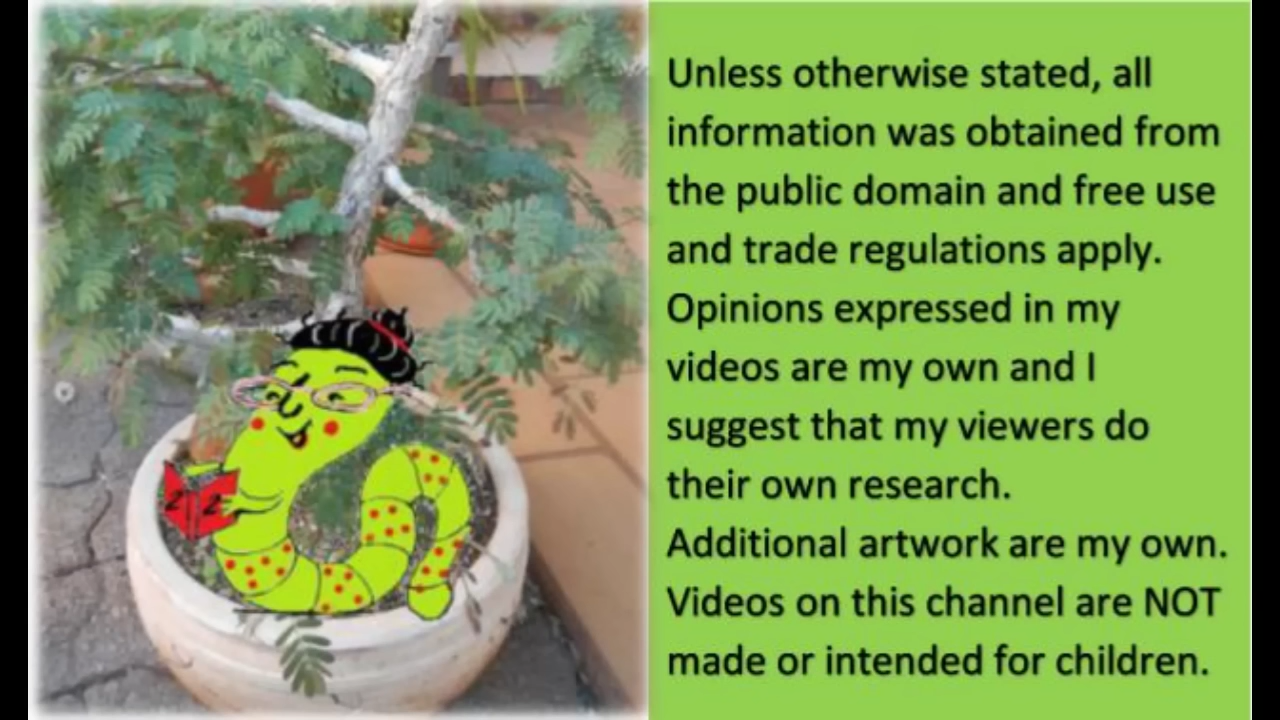 Unless otherwise stated, all
information was obtained from
the public domain and free use
and trade regulations apply.
Opinions expressed in my
videos are my own and I
suggest that my viewers do
their own research.
Additional artwork are my own.
Videos on this channel are NOT
made or intended for children.
2 2